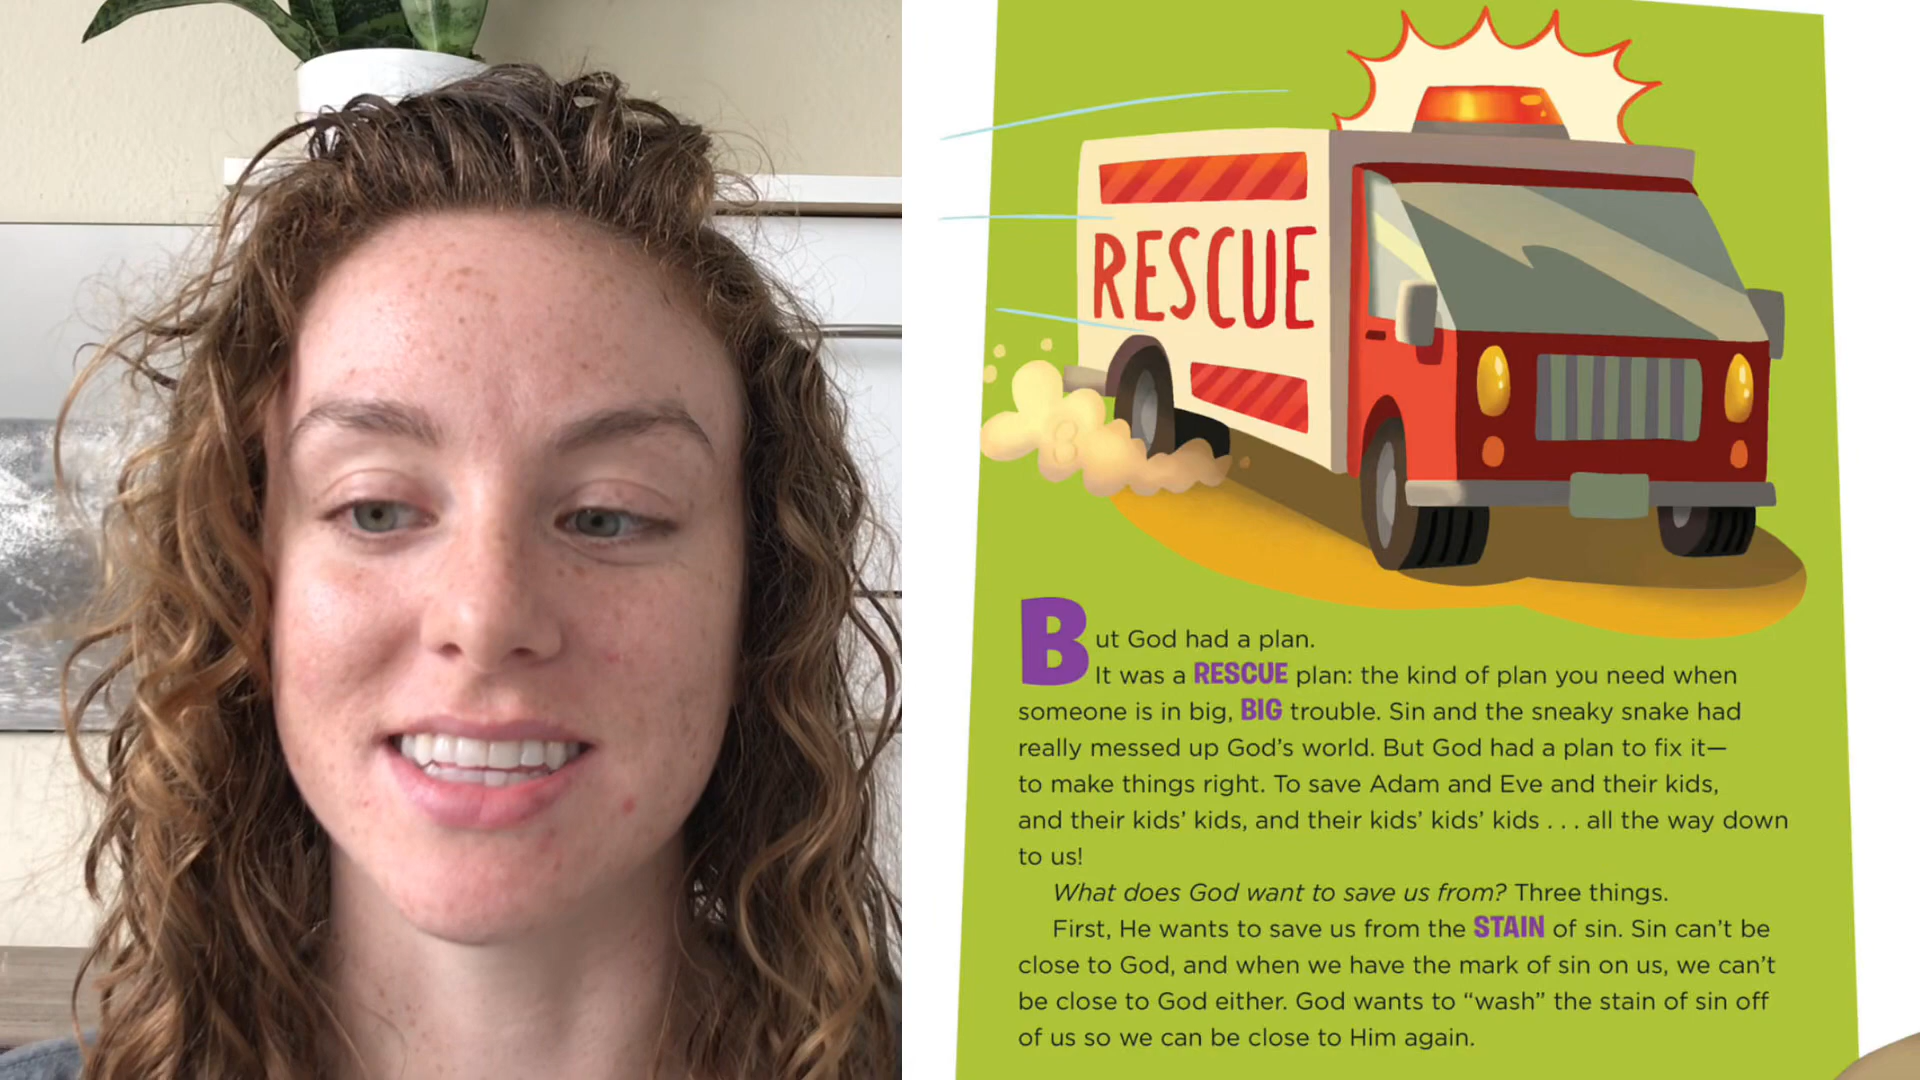 RESCUE
But God had a plan.
It was a RESCUE plan: the kind of plan you need when
someone is in big, BIG trouble. Sin and the sneaky snake had
really messed up God’s world. But God had a plan to fix it—
to make things right. To save Adam and Eve and their kids,
and their kids’ kids, and their kids’ kids’ kids . . . all the way down
to us!
What does God want to save us from? Three things.
First, He wants to save us from the STAIN of sin. Sin can’t be
close to God, and when we have the mark of sin on us, we can’t
be close to God either. God wants to “wash” the stain of sin off
of us so we can be close to Him again.